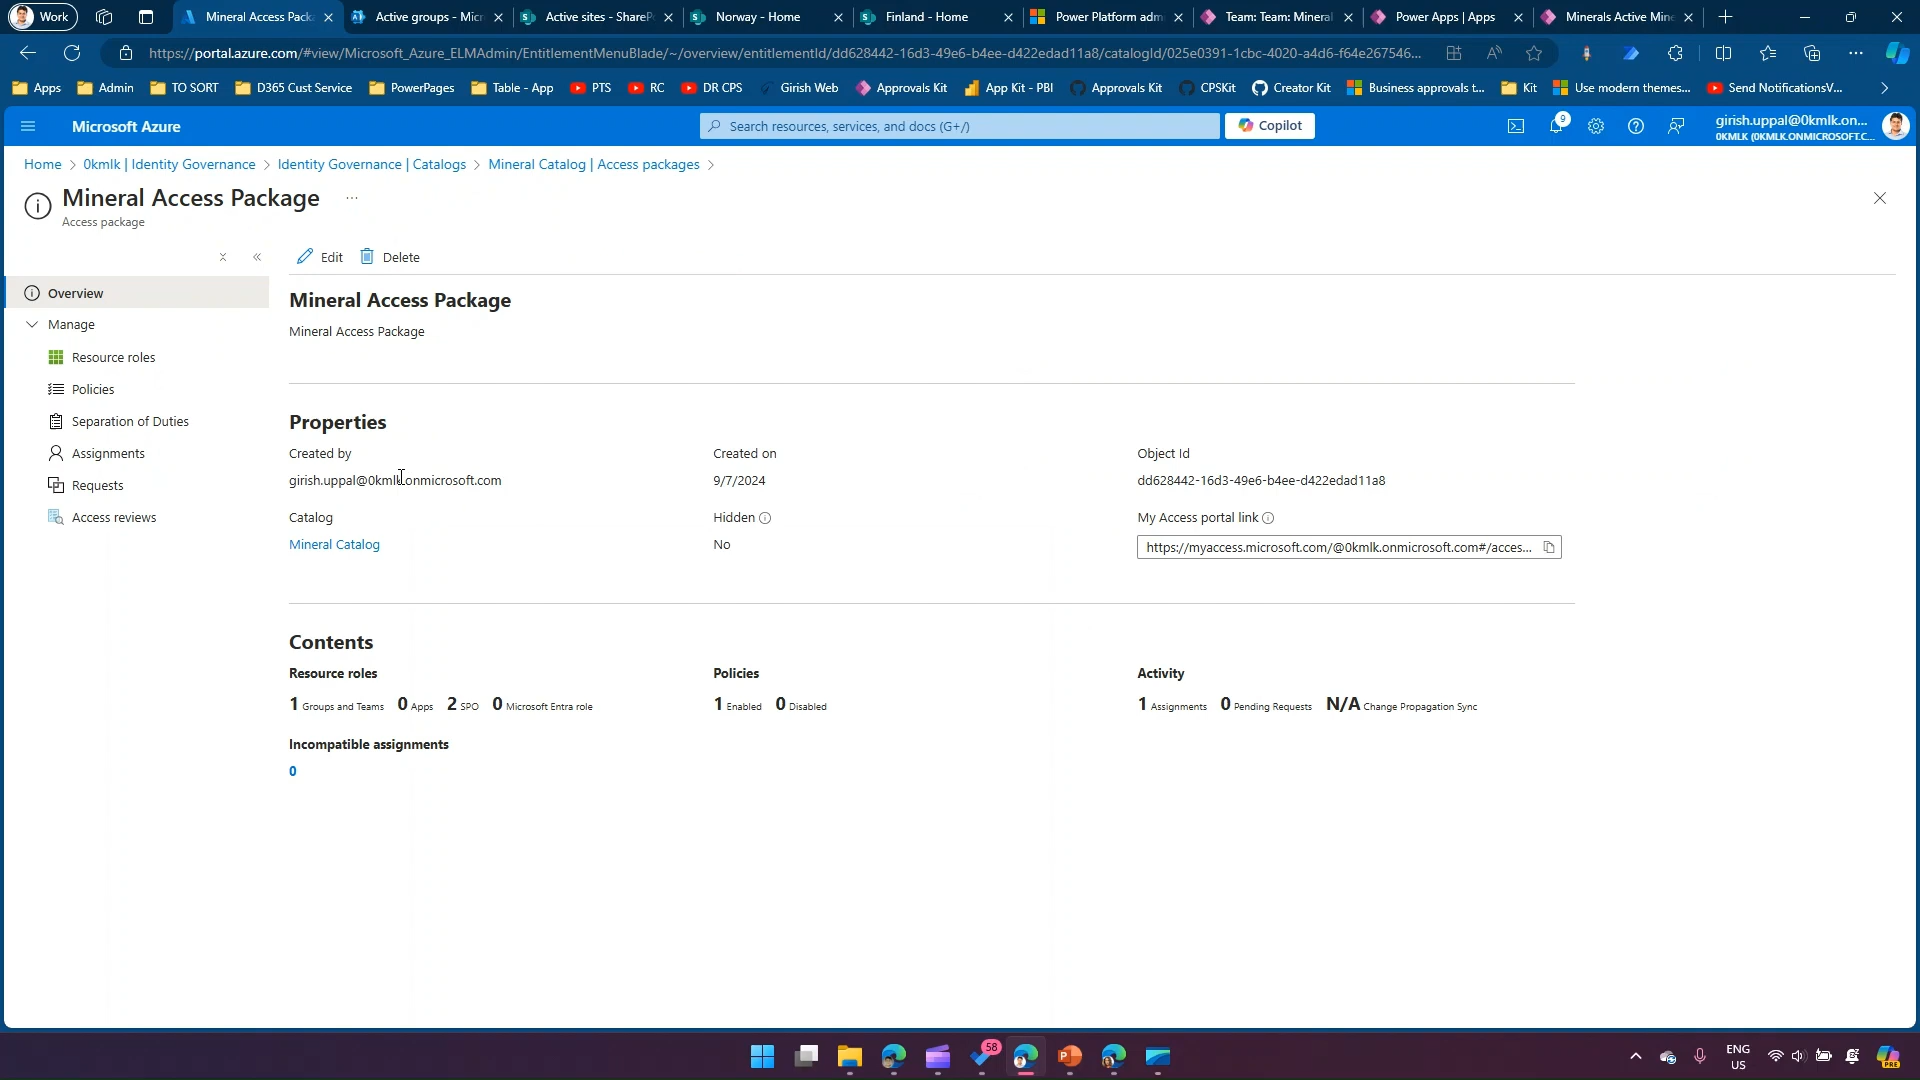 Work
Mineral Access Packa
Active groups - Micr
Active sites - ShareP
Norway - Home
Finland - Home
Power Platform adm
Team: Team: Mineral
Power Apps | Apps
Minerals Active Mine
https://portal.azure.com/#view/Microsoft_Azure_ELMAdmin/EntitlementMenuBlade/~/overview/entitlementId/dd628442-16d3-49e6-b4ee-d422edad11a8/catalogId/025e0391-1cbc-4020-a4d6-f64e267546...
Apps
Admin
TO SORT
D365 Cust Service
PowerPages
Table - App
PTS
RC
DR CPS
Girish Web
Approvals Kit
App Kit - PBI
Approvals Kit
CPSKit
Creator Kit
Business approvals t...
Kit
Use modern themes...
Send NotificationsV...
Microsoft Azure
Search resources, services, and docs (G+/)
Copilot
9
girish.uppal@0kmlk.on...
0KMLK (0KMLK.ONMICROSOFT.C...
Home > 0kmlk | Identity Governance > Identity Governance | Catalogs > Mineral Catalog | Access packages >
Mineral Access Package ...
Access package
Edit
Delete
Overview
Manage
Resource roles
Policies
Separation of Duties
Assignments
Requests
Access reviews
Mineral Access Package
Mineral Access Package
Properties
Created by
girish.uppal@0kmlk.onmicrosoft.com
Created on
9/7/2024
Object Id
dd628442-16d3-49e6-b4ee-d422edad11a8
Catalog
Mineral Catalog
Hidden
No
My Access portal link
https://myaccess.microsoft.com/@0kmlk.onmicrosoft.com#/acces...
Contents
Resource roles
1 Groups and Teams 0 Apps 2 SPO 0 Microsoft Entra role
Policies
1 Enabled 0 Disabled
Activity
1 Assignments 0 Pending Requests N/A Change Propagation Sync
Incompatible assignments
0
58
ENG
US
PRE